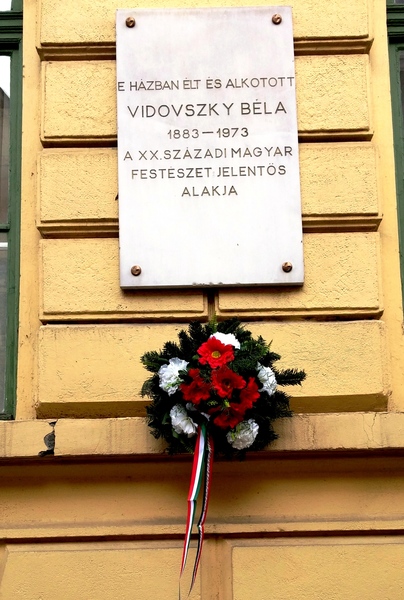 E HÁZBAN ÉLT ÉS ALKOTOTT
VIDOVSZKY BÉLA
1883-1973
A XX. SZÁZADI MAGYAR
FESTÉSZET JELENTŐS
ALAKJA